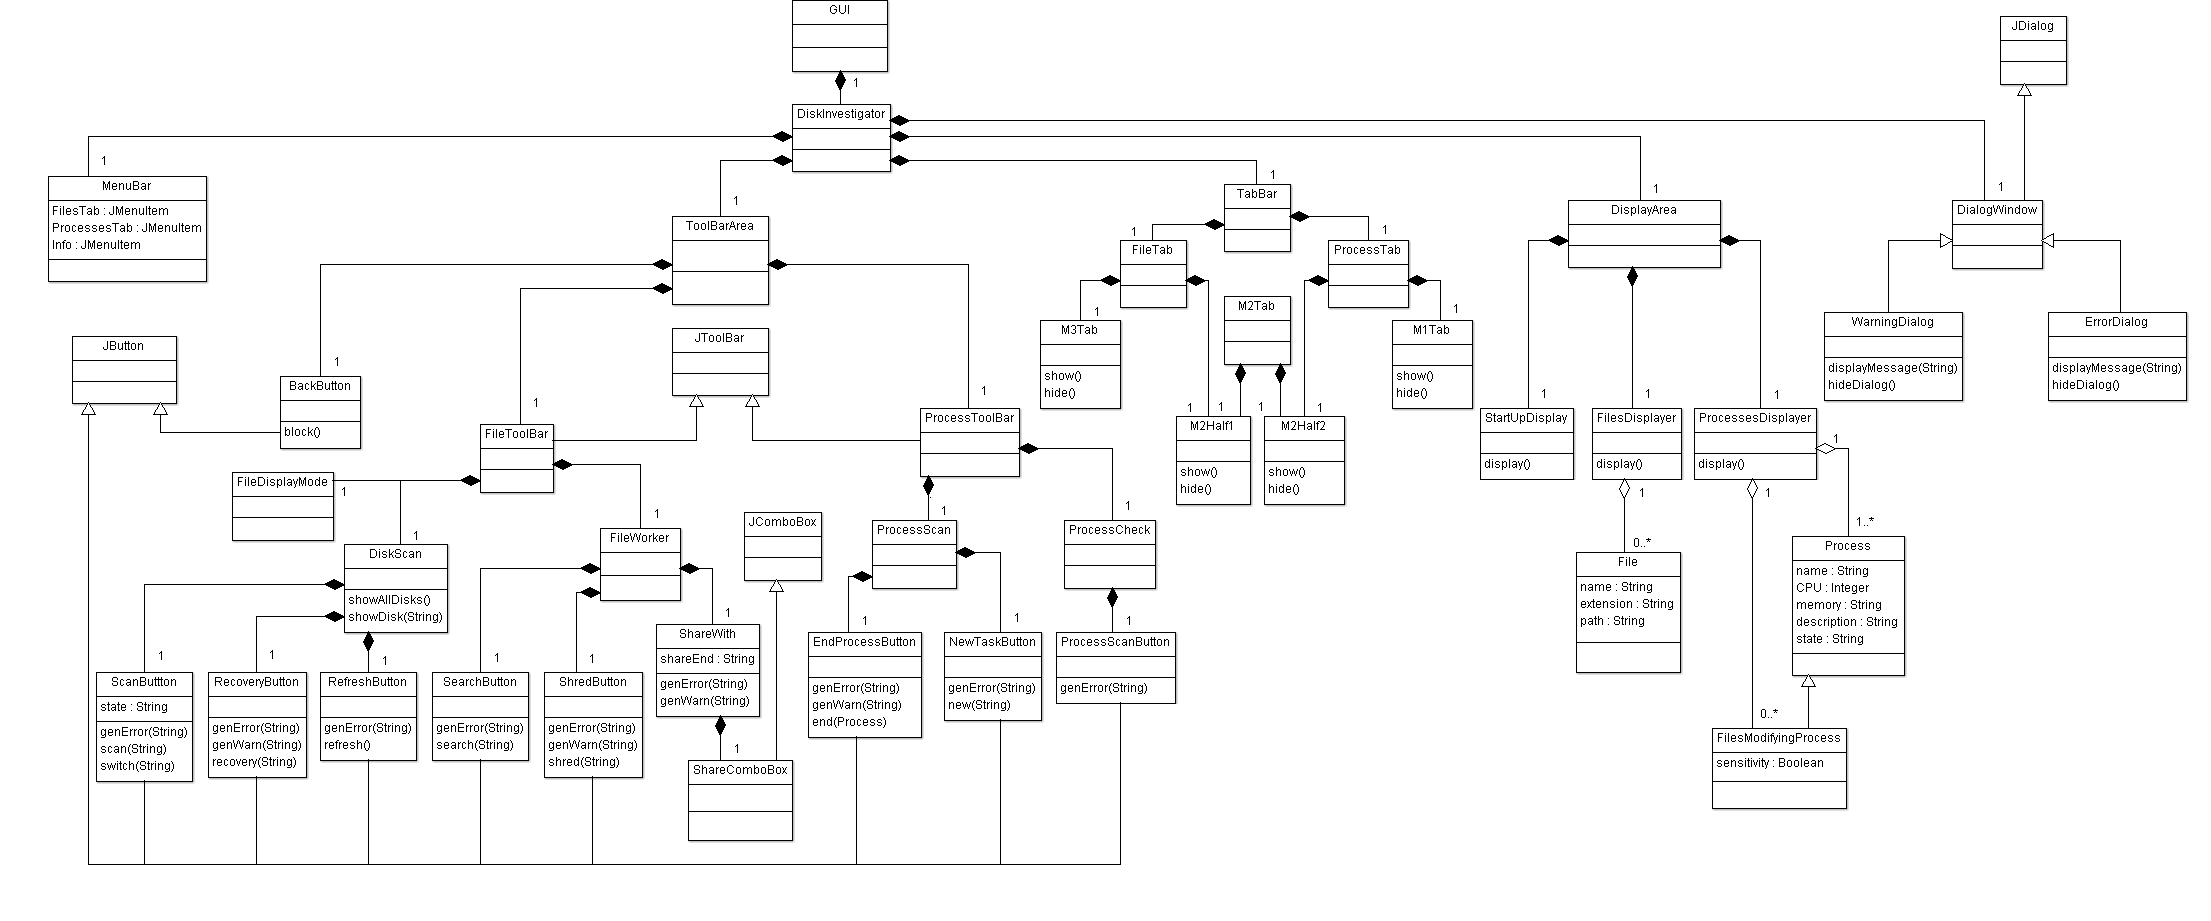 GUI
1
JDialog
DiskInvestigator
1
MenuBar
FilesTab : JMenuItem
ProcessesTab : JMenuItem
Info : JMenuItem
1
ToolBarArea
1
TabBar
1
DisplayArea
1
DialogWindow
1
FileTab
1
ProcessTab
1
M3Tab
show()
hide()
1
M2Tab
1
M1Tab
show()
hide()
WarningDialog
displayMessage(String)
hideDialog()
ErrorDialog
displayMessage(String)
hideDialog()
JButton
1
BackButton
block()
JToolBar
1
FileToolBar
1
ProcessToolBar
1
1
M2Half1
show()
hide()
1
1
M2Half2
show()
hide()
1
StartUpDisplay
display()
1
FilesDisplayer
display()
1
ProcessesDisplayer
display()
1
FileDisplayMode
1
1
1
1
DiskScan
showAllDisks()
showDisk(String)
1
FileWorker
JComboBox
1
ProcessScan
1
ProcessCheck
0..*
File
name : String
extension : String
path : String
1..*
Process
name : String
CPU : Integer
memory : String
description : String
state : String
1
ScanButtton
state : String
genError(String)
scan(String)
switch(String)
1
RecoveryButton
genError(String)
genWarn(String)
recovery(String)
1
RefreshButton
genError(String)
refresh()
1
SearchButton
genError(String)
search(String)
1
ShredButton
genError(String)
genWarn(String)
shred(String)
1
ShareWith
shareEnd : String
genError(String)
genWarn(String)
1
EndProcessButton
genError(String)
genWarn(String)
end(Process)
1
NewTaskButton
genError(String)
new(String)
1
ProcessScanButton
genError(String)
1
ShareComboBox
0..*
FilesModifyingProcess
sensitivity : Boolean